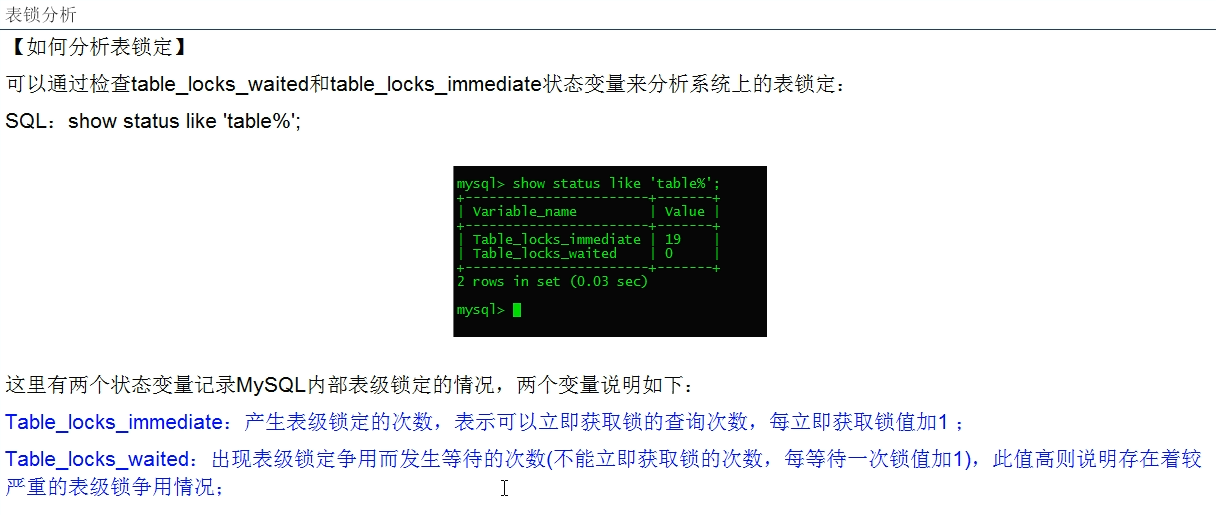 表锁分析
【如何分析表锁定】
可以通过检查table_locks_waited和table_locks_immediate状态变量来分析系统上的表锁定：
SQL：show status like 'table%';
mysql> show status like 'table%';
+-----------------------+-------+
| Variable_name         | Value |
+-----------------------+-------+
| Table_locks_immediate | 19    |
| Table_locks_waited    | 0     |
+-----------------------+-------+
2 rows in set (0.03 sec)
mysql>
这里有两个状态变量记录MySQL内部表级锁定的情况，两个变量说明如下：
Table_locks_immediate：产生表级锁定的次数，表示可以立即获取锁的查询次数，每立即获取锁值加1 ；
Table_locks_waited：出现表级锁定争用而发生等待的次数(不能立即获取锁的次数，每等待一次锁值加1)，此值高则说明存在着较
严重的表级锁争用情况；